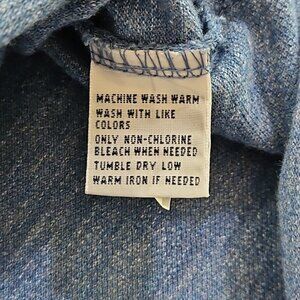 MACHINE WASH WARM
WASH WITH LIKE
COLORS
ONLY NON-CHLORINE
BLEACH WHEN NEEDED
TUMBLE DRY LOW
WARM IRON IF NEEDED